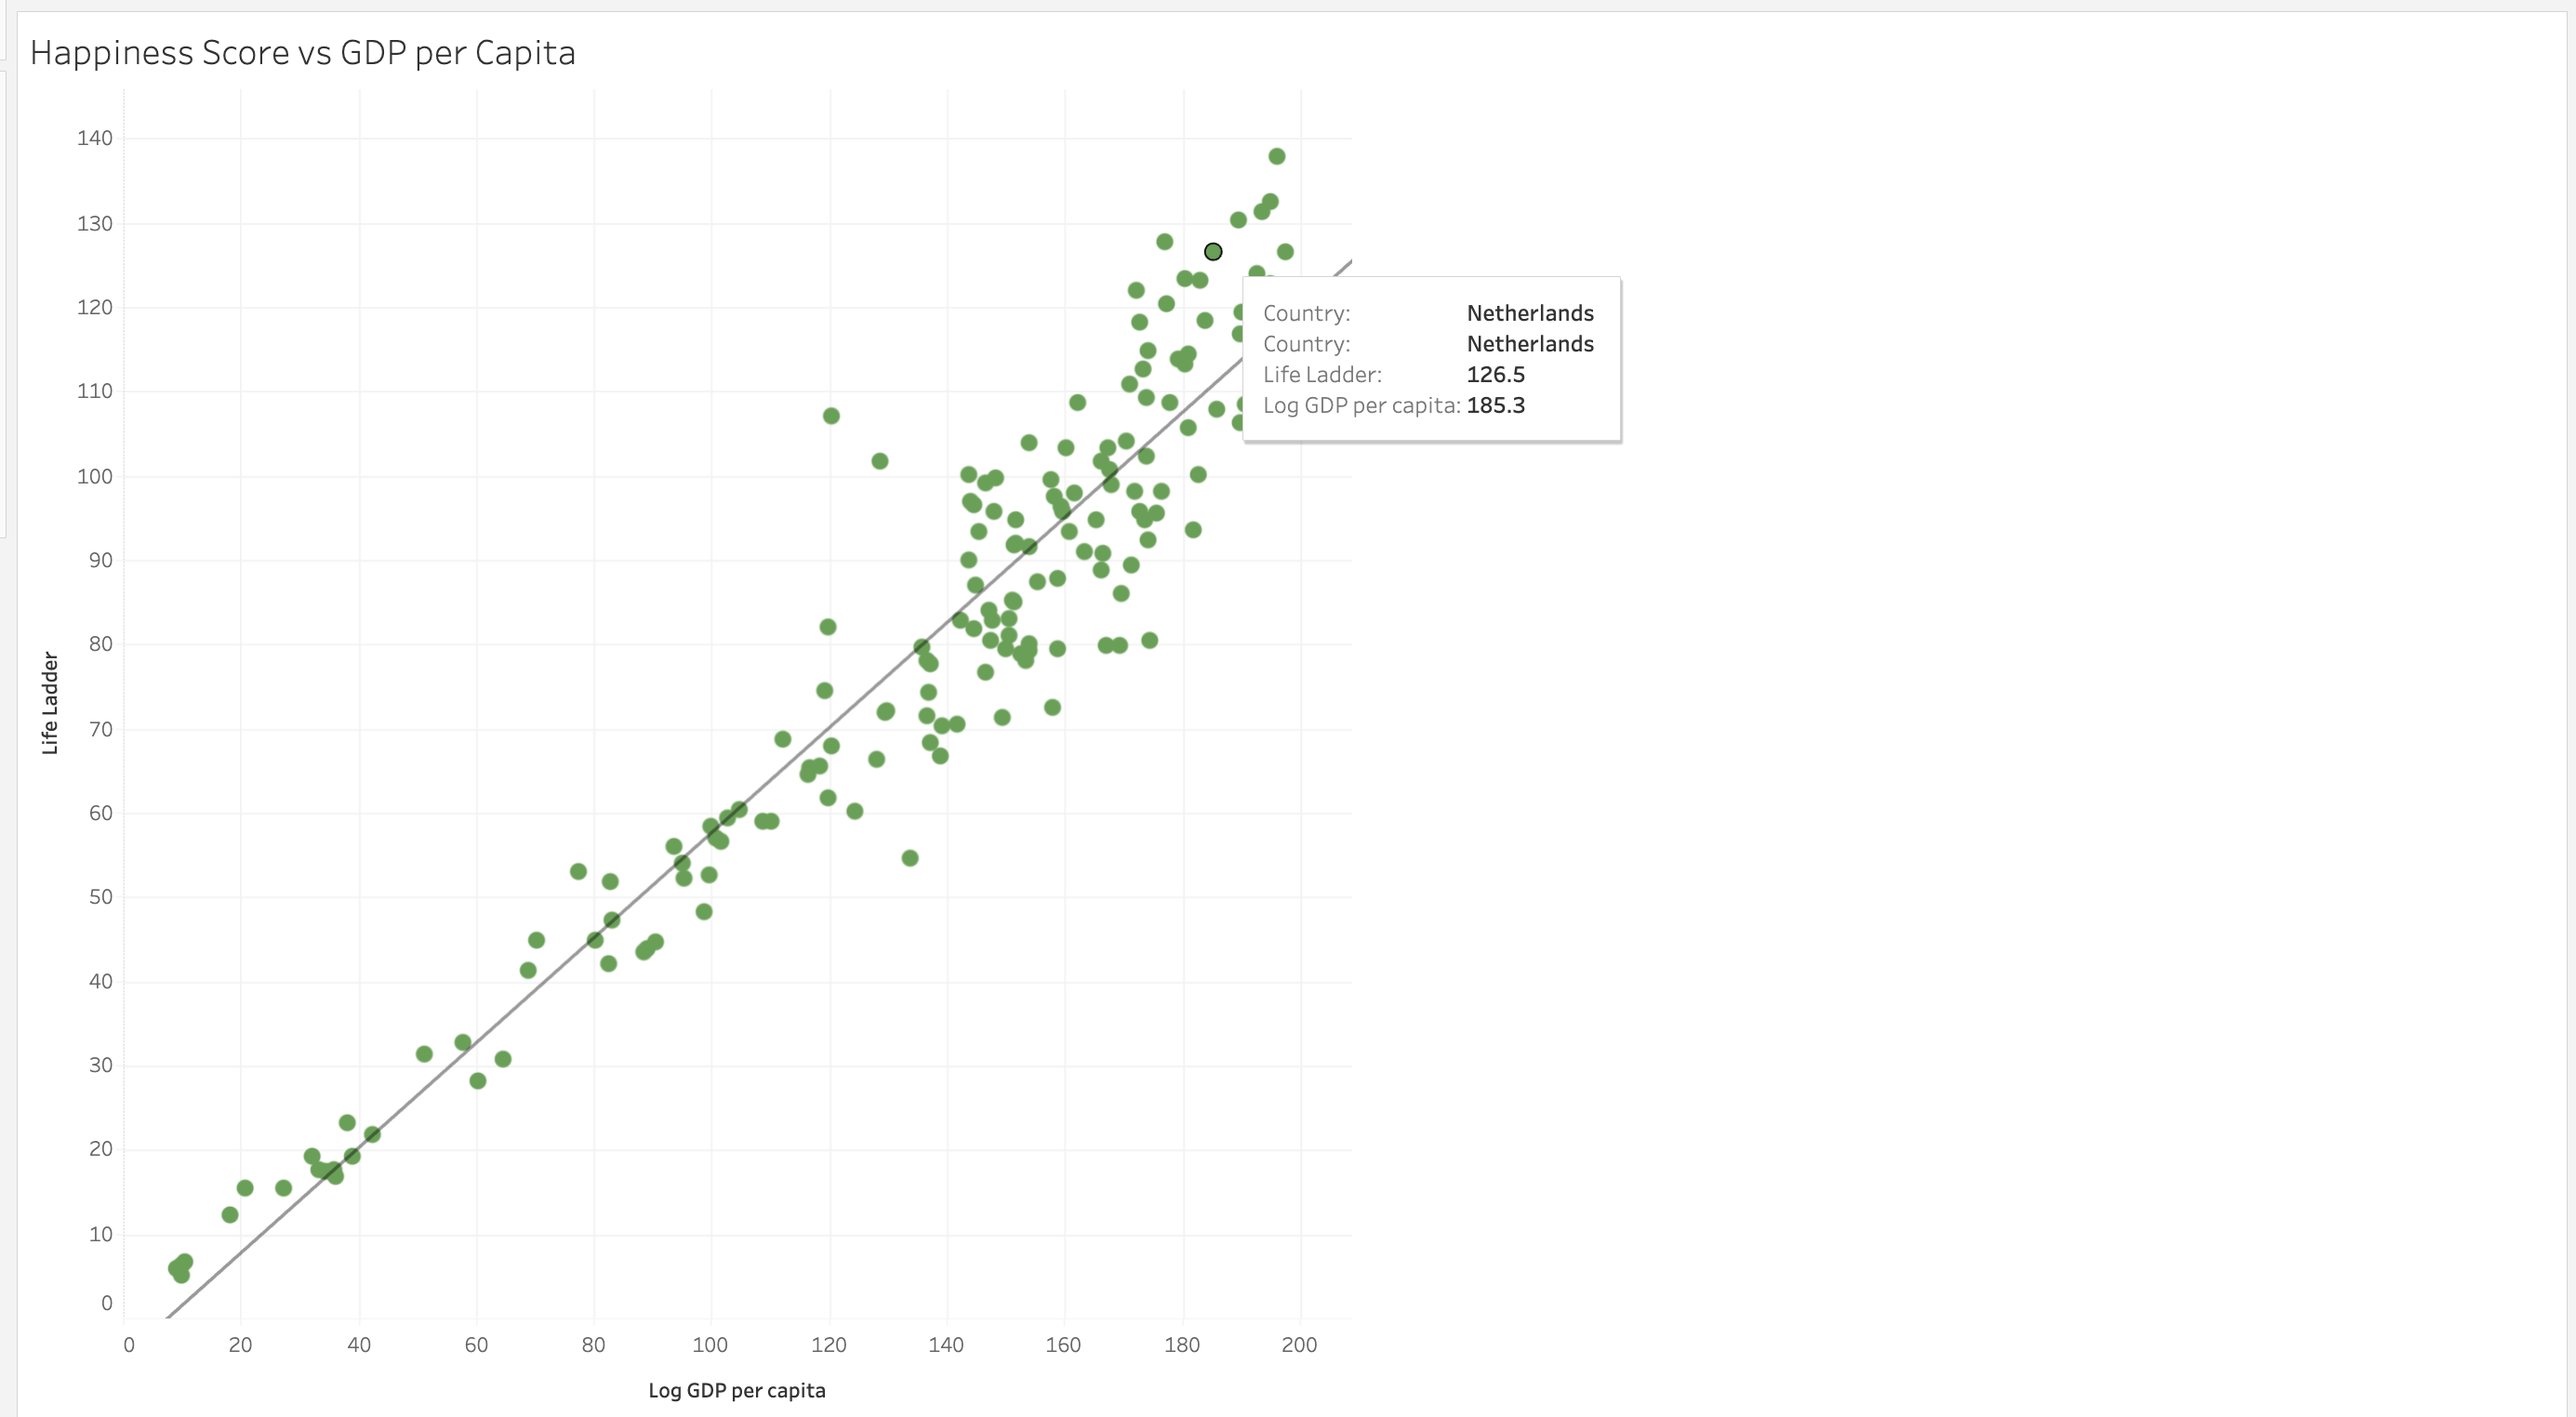 Happiness Score vs GDP per Capita
140
130
120
110
100
90
80
70
60
50
40
30
20
10
0
Life Ladder
Country: Netherlands
Country: Netherlands
Life Ladder: 126.5
Log GDP per capita: 185.3
0 20 40 60 80 100 120 140 160 180 200
Log GDP per capita